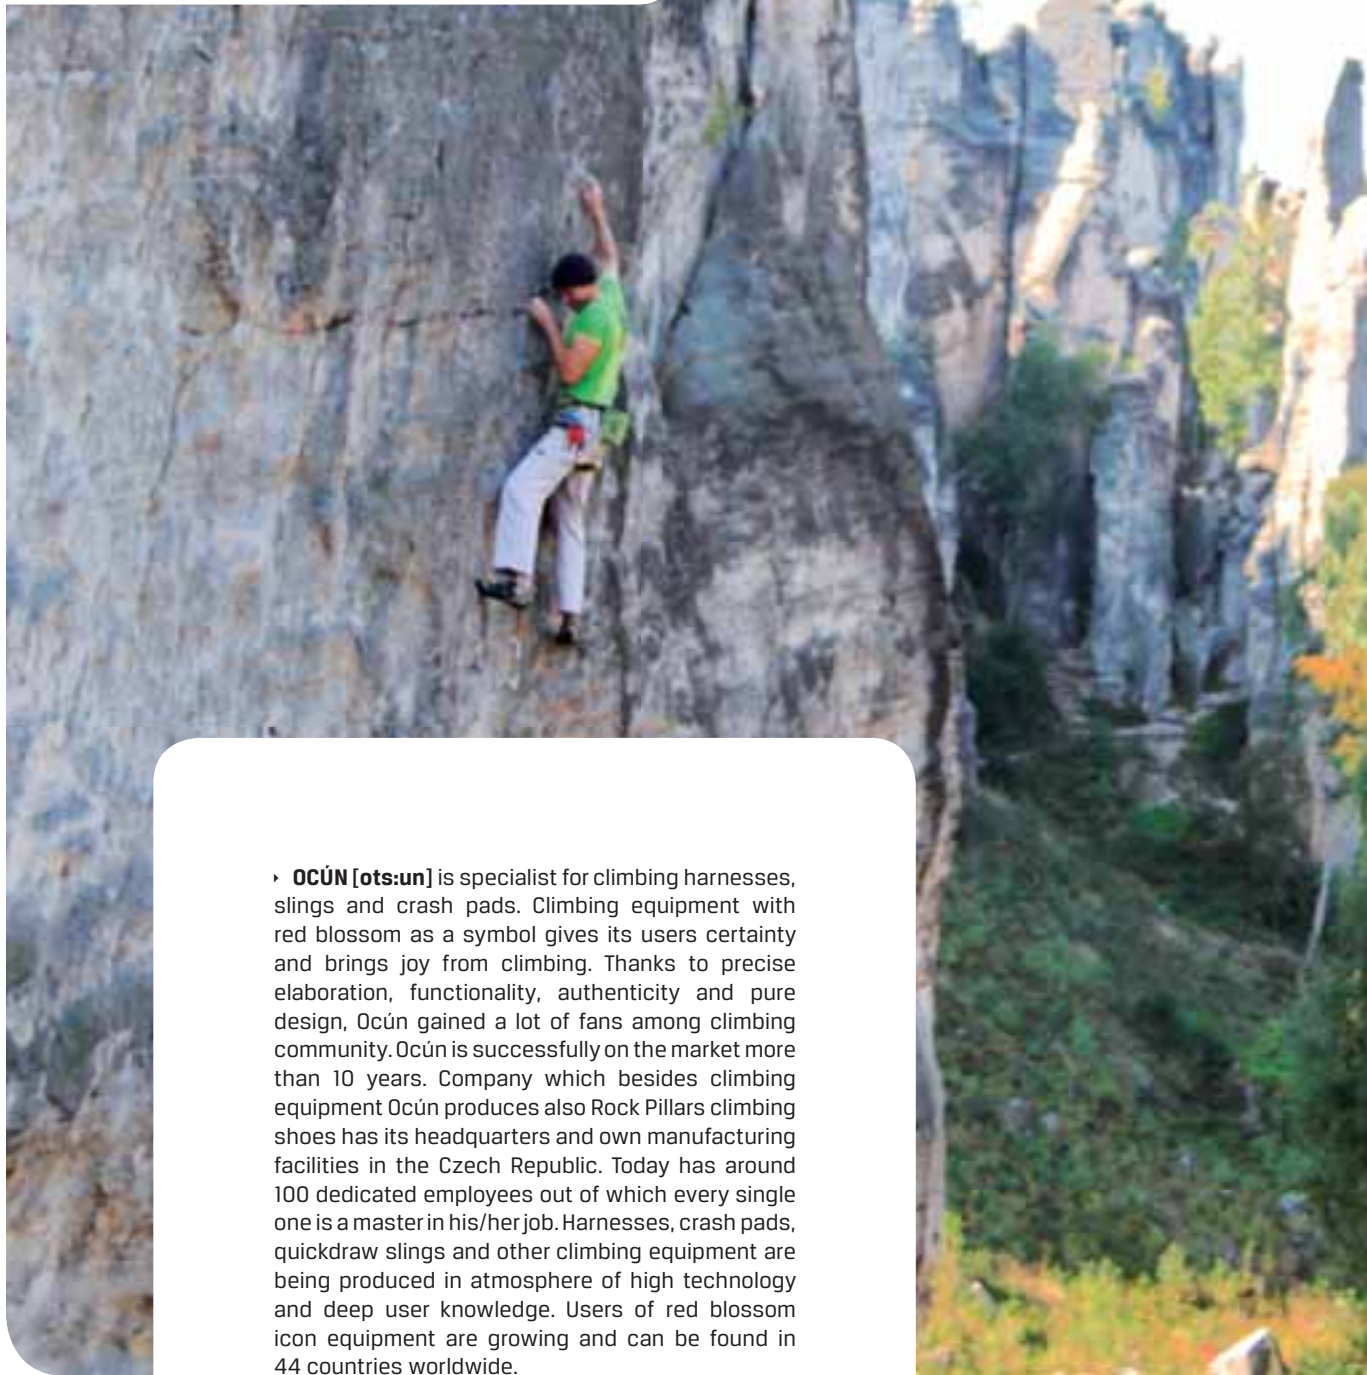 ‣ OCÚN [ots:un] is specialist for climbing harnesses,
slings and crash pads. Climbing equipment with
red blossom as a symbol gives its users certainty
and brings joy from climbing. Thanks to precise
elaboration, functionality, authenticity and pure
design, Ocún gained a lot of fans among climbing
community. Ocún is successfully on the market more
than 10 years. Company which besides climbing
equipment Ocún produces also Rock Pillars climbing
shoes has its headquarters and own manufacturing
facilities in the Czech Republic. Today has around
100 dedicated employees out of which every single
one is a master in his/her job. Harnesses, crash pads,
quickdraw slings and other climbing equipment are
being produced in atmosphere of high technology
and deep user knowledge. Users of red blossom
icon equipment are growing and can be found in
44 countries worldwide.